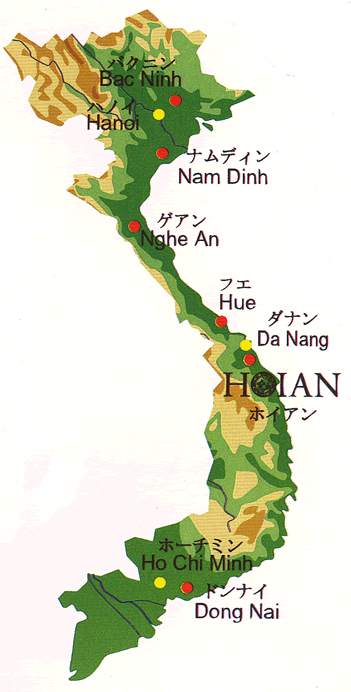 バクニン
Bac Ninh
ハノイ
Hanoi
ナムディン
Nam Dinh
ゲアン
Nghe An
フエ
Hue
ダナン
Da Nang
HOIAN
ホイアン
ホーチミン
Ho Chi Minh
ドンナイ
Dong Nai